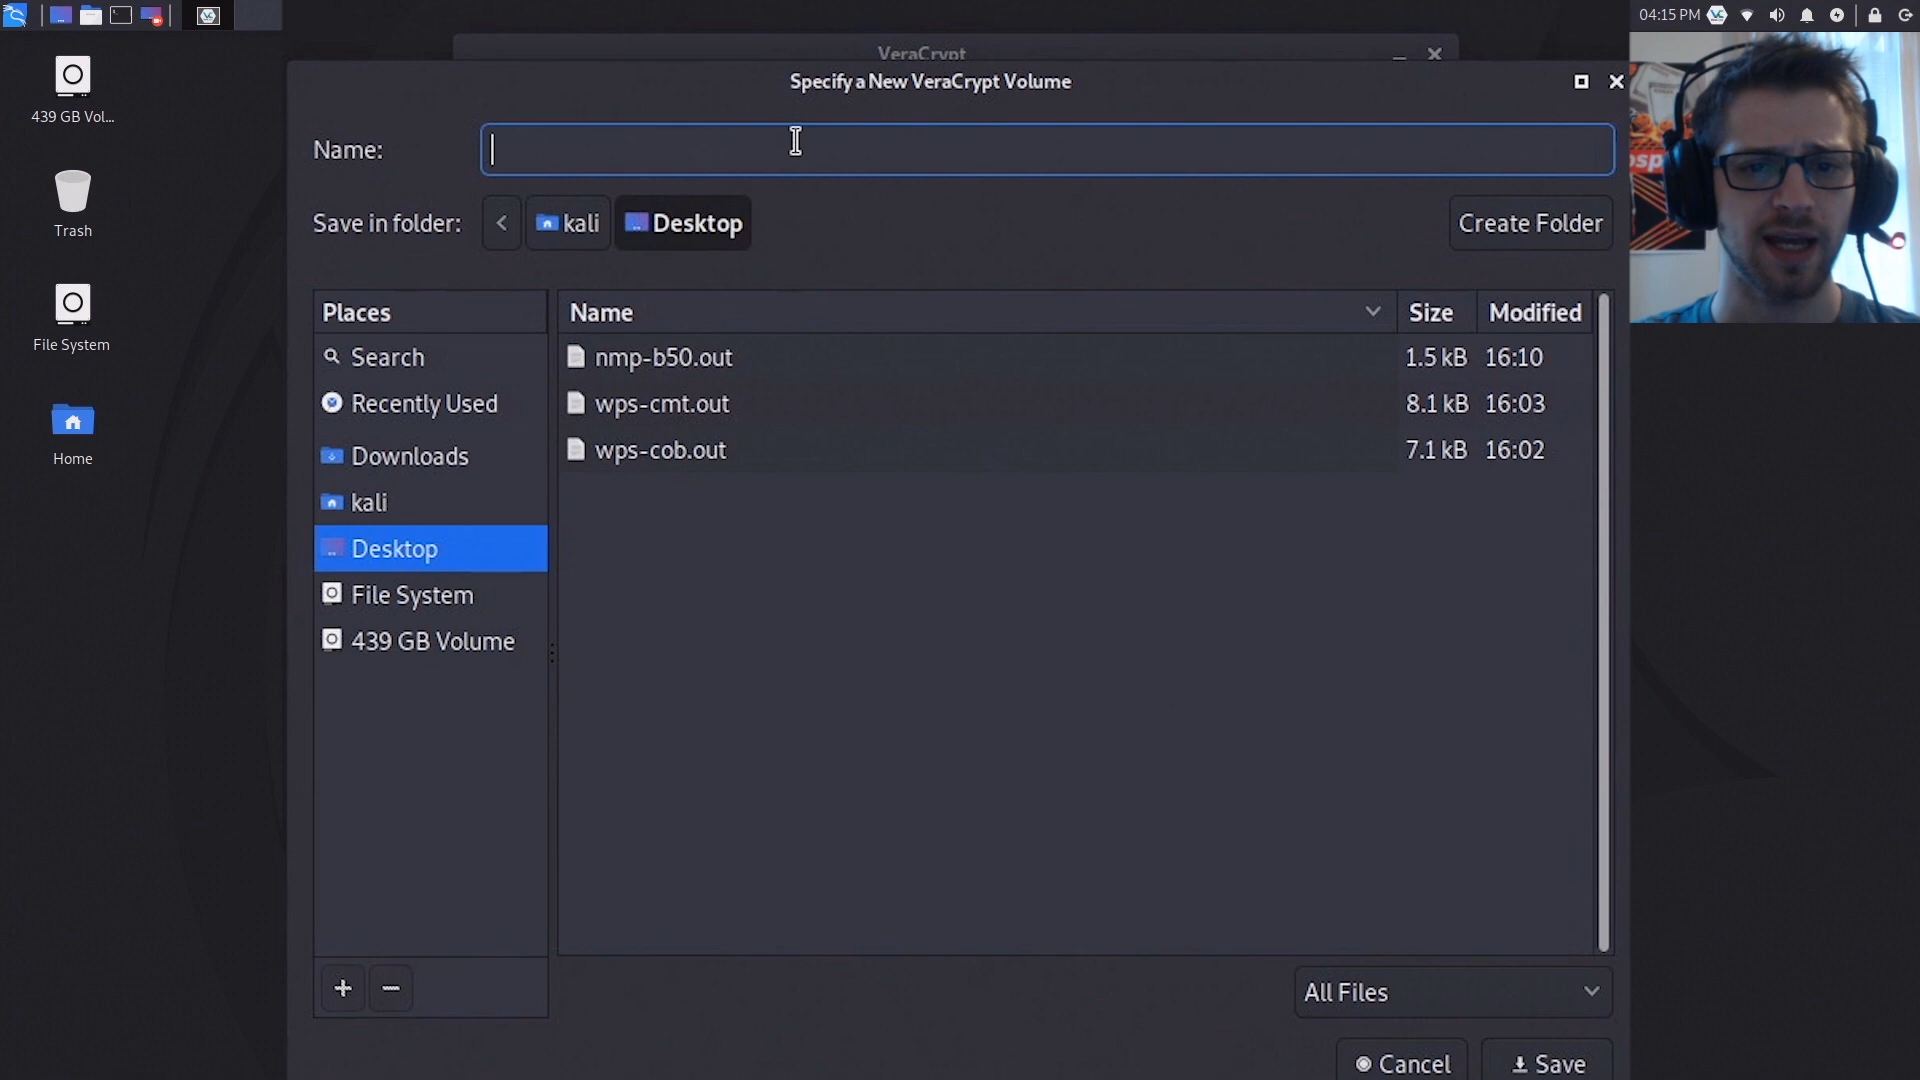 04:15 PM
439 GB Vol...
Trash
File System
Home
VeraCrypt
Specify a New VeraCrypt Volume
Name:
Save in folder:
kali
Desktop
Create Folder
Places
Name
Size
Modified
Search
Recently Used
Downloads
kali
Desktop
File System
439 GB Volume
nmp-b50.out 1.5 kB 16:10
wps-cmt.out 8.1 kB 16:03
wps-cob.out 7.1 kB 16:02
All Files
Cancel
Save